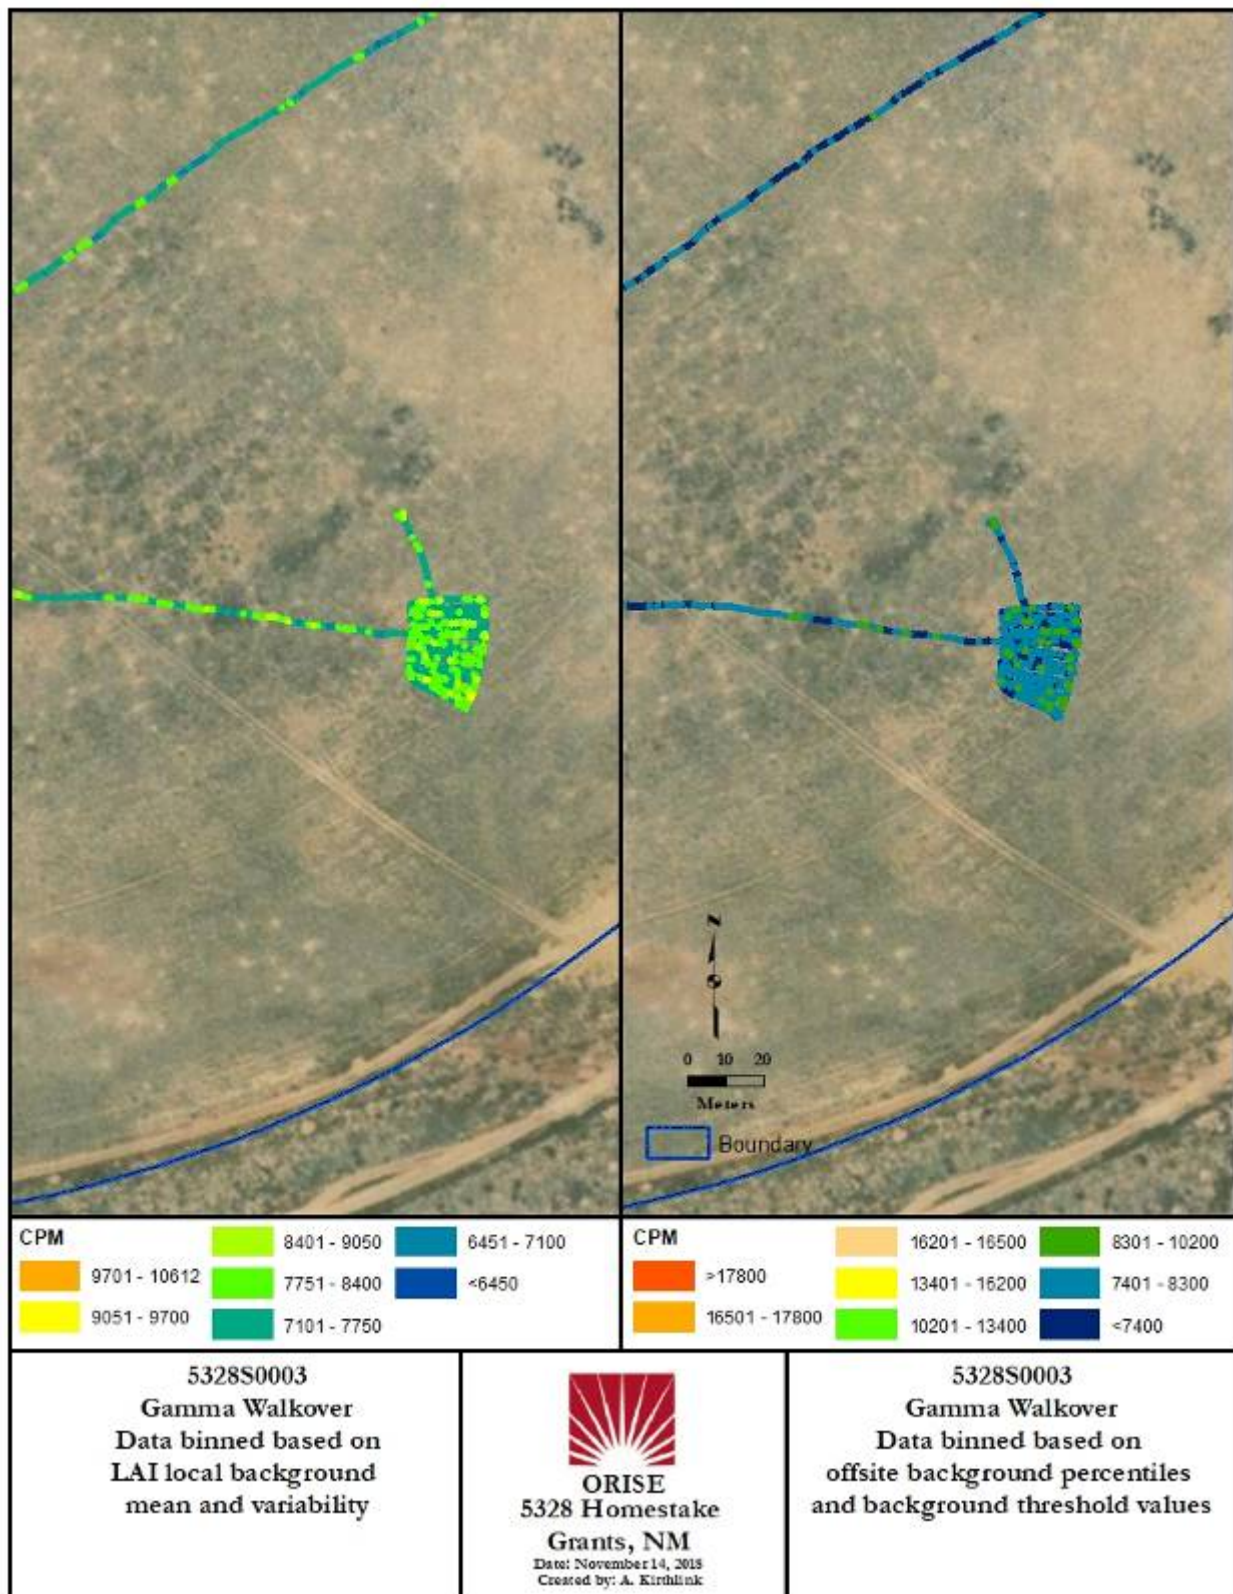 N
0 10 20
Meters
Boundary
CPM
9701 - 10612
9051 - 9700
8401 - 9050
7751 - 8400
7101 - 7750
6451 - 7100
<6450
CPM
>17800
16501 - 17800
16201 - 16500
13401 - 16200
10201 - 13400
8301 - 10200
7401 - 8300
<7400
5328S0003
Gamma Walkover
Data binned based on
LAI local background
mean and variability
ORISE
5328 Homestake
Grants, NM
Date: November 14, 2018
Created by: A. Kirthlink
5328S0003
Gamma Walkover
Data binned based on
offsite background percentiles
and background threshold values